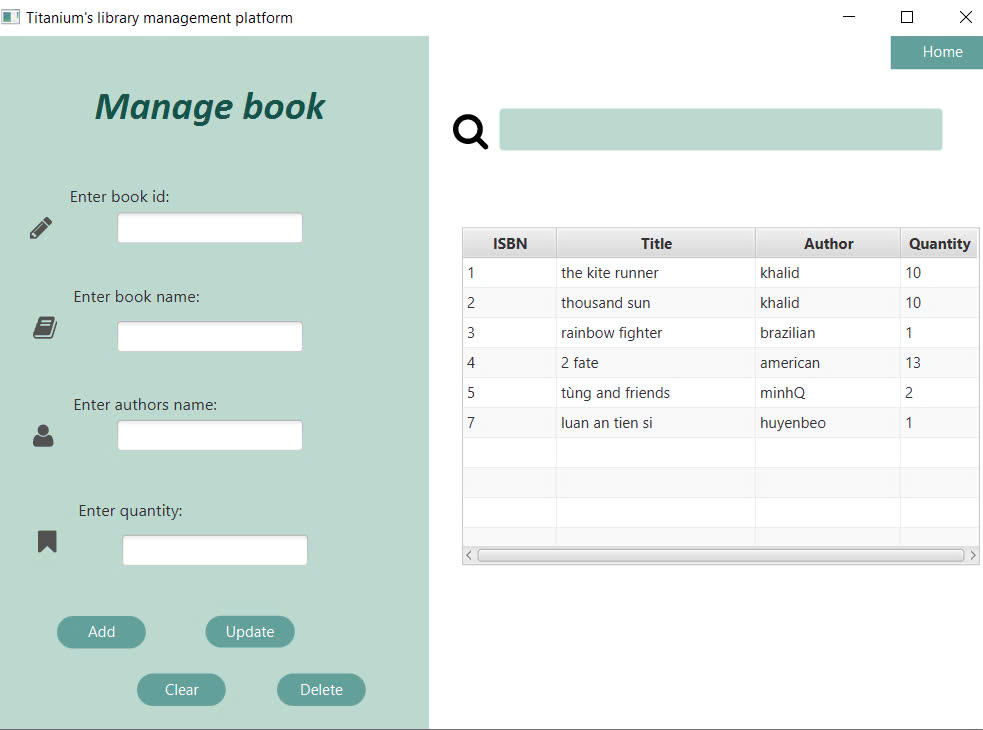 Titanium's library management platform
Home
Manage book
Enter book id:
Enter book name:
Enter authors name:
Enter quantity:
Add Update
Clear Delete
ISBN Title Author Quantity
1 the kite runner khalid 10
2 thousand sun khalid 10
3 rainbow fighter brazilian 1
4 2 fate american 13
5 tùng and friends minhQ 2
7 luan an tien si huyenbeo 1